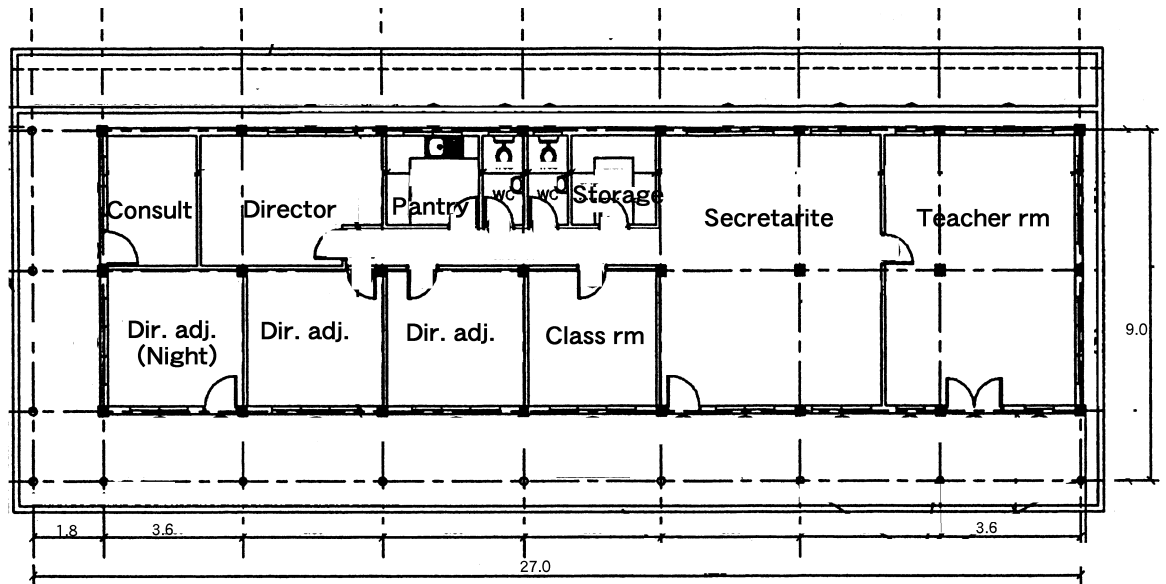 Consult
Director
Pantry
WC
WC
Storage
Secretarite
Teacher rm
Dir. adj.
(Night)
Dir. adj.
Dir. adj.
Class rm
9.0
1.8
3.6
3.6
27.0